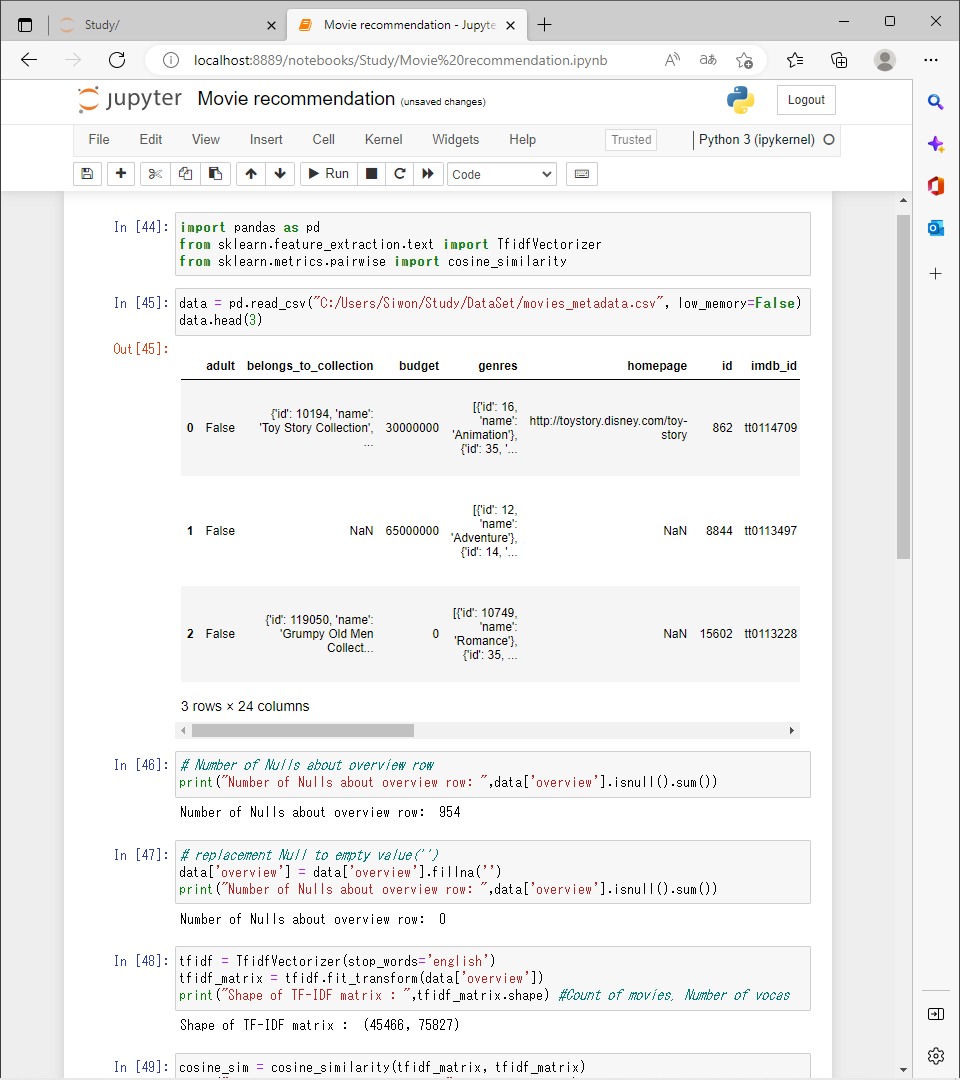 Study/
Movie recommendation - Jupyte
localhost:8889/notebooks/Study/Movie%20recommendation.ipynb
jupyter Movie recommendation (unsaved changes)
Logout
File Edit View Insert Cell Kernel Widgets Help Trusted Python 3 (ipykernel)
Run Code
In [44]: import pandas as pd
from sklearn.feature_extraction.text import TfidfVectorizer
from sklearn.metrics.pairwise import cosine_similarity
In [45]: data = pd.read_csv("C:/Users/Siwon/Study/DataSet/movies_metadata.csv", low_memory=False)
data.head(3)
Out[45]:
adult belongs_to_collection budget genres homepage id imdb_id
0 False {'id': 10194, 'name': 'Toy Story Collection', ... 30000000 [{'id': 16, 'name': 'Animation'}, {'id': 35, '... http://toystory.disney.com/toy-story 862 tt0114709
1 False NaN 65000000 [{'id': 12, 'name': 'Adventure'}, {'id': 14, '... NaN 8844 tt0113497
2 False {'id': 119050, 'name': 'Grumpy Old Men Collect... 0 [{'id': 10749, 'name': 'Romance'}, {'id': 35, ... NaN 15602 tt0113228
3 rows × 24 columns
In [46]: # Number of Nulls about overview row
print("Number of Nulls about overview row: ",data['overview'].isnull().sum())
Number of Nulls about overview row:  954
In [47]: # replacement Null to empty value('')
data['overview'] = data['overview'].fillna('')
print("Number of Nulls about overview row: ",data['overview'].isnull().sum())
Number of Nulls about overview row:  0
In [48]: tfidf = TfidfVectorizer(stop_words='english')
tfidf_matrix = tfidf.fit_transform(data['overview'])
print("Shape of TF-IDF matrix : ",tfidf_matrix.shape) #Count of movies, Number of vocas
Shape of TF-IDF matrix :  (45466, 75827)
In [49]: cosine_sim = cosine_similarity(tfidf_matrix, tfidf_matrix)